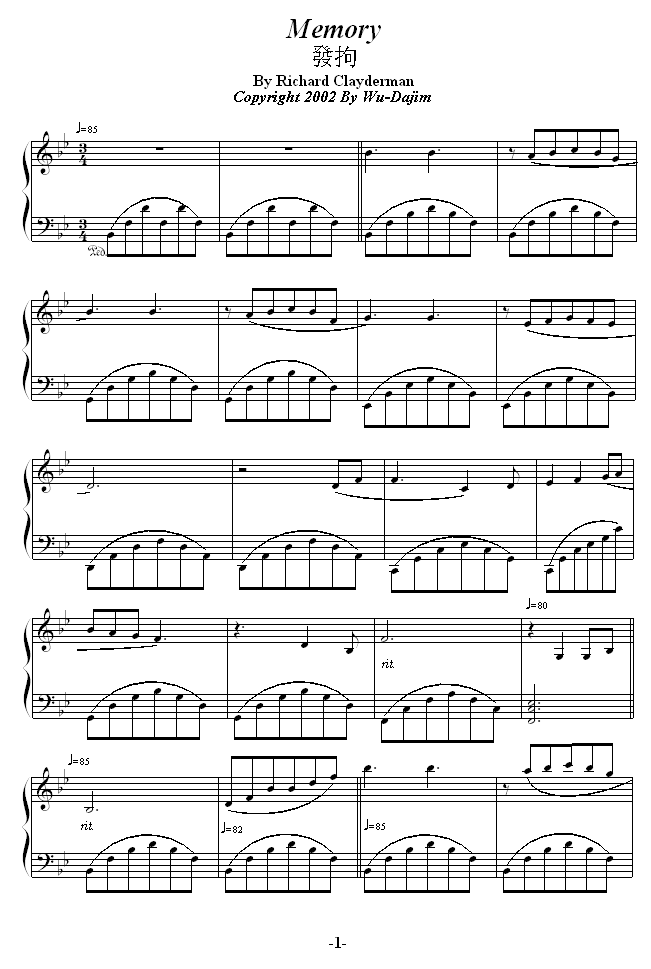 Memory
發拘
By Richard Clayderman
Copyright 2002 By Wu-Dajim
♩=85
3
4
3
4
Ped
♩=80
rit.
♩=85
rit.
♩=82
♩=85
-1-